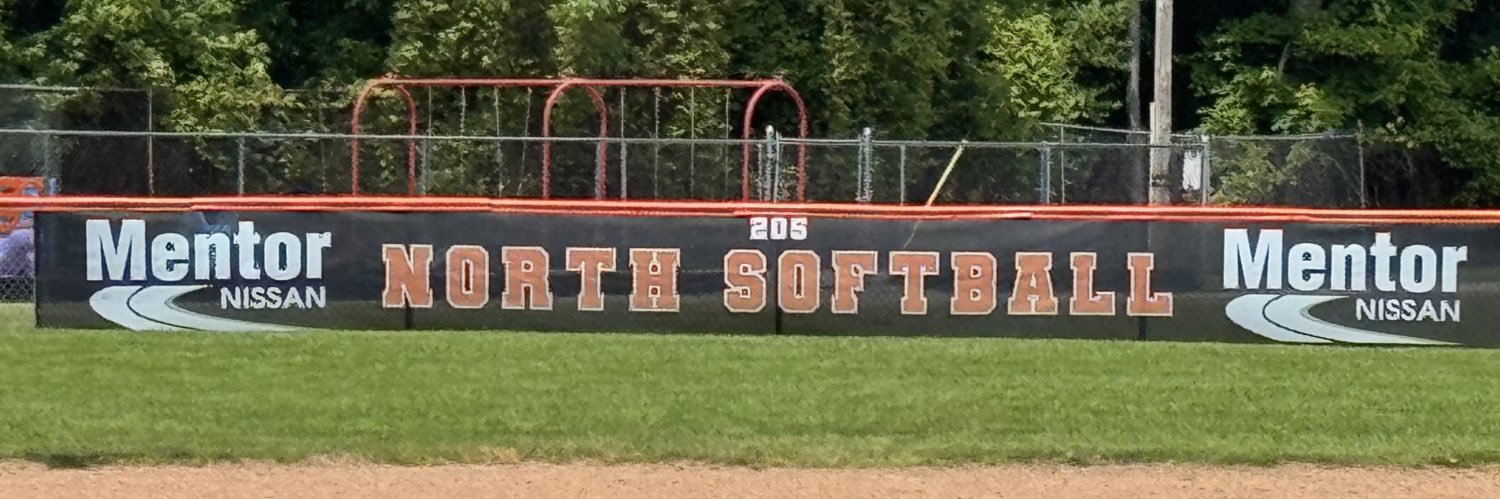 Mentor
NISSAN
205
NORTH SOFTBALL
Mentor
NISSAN